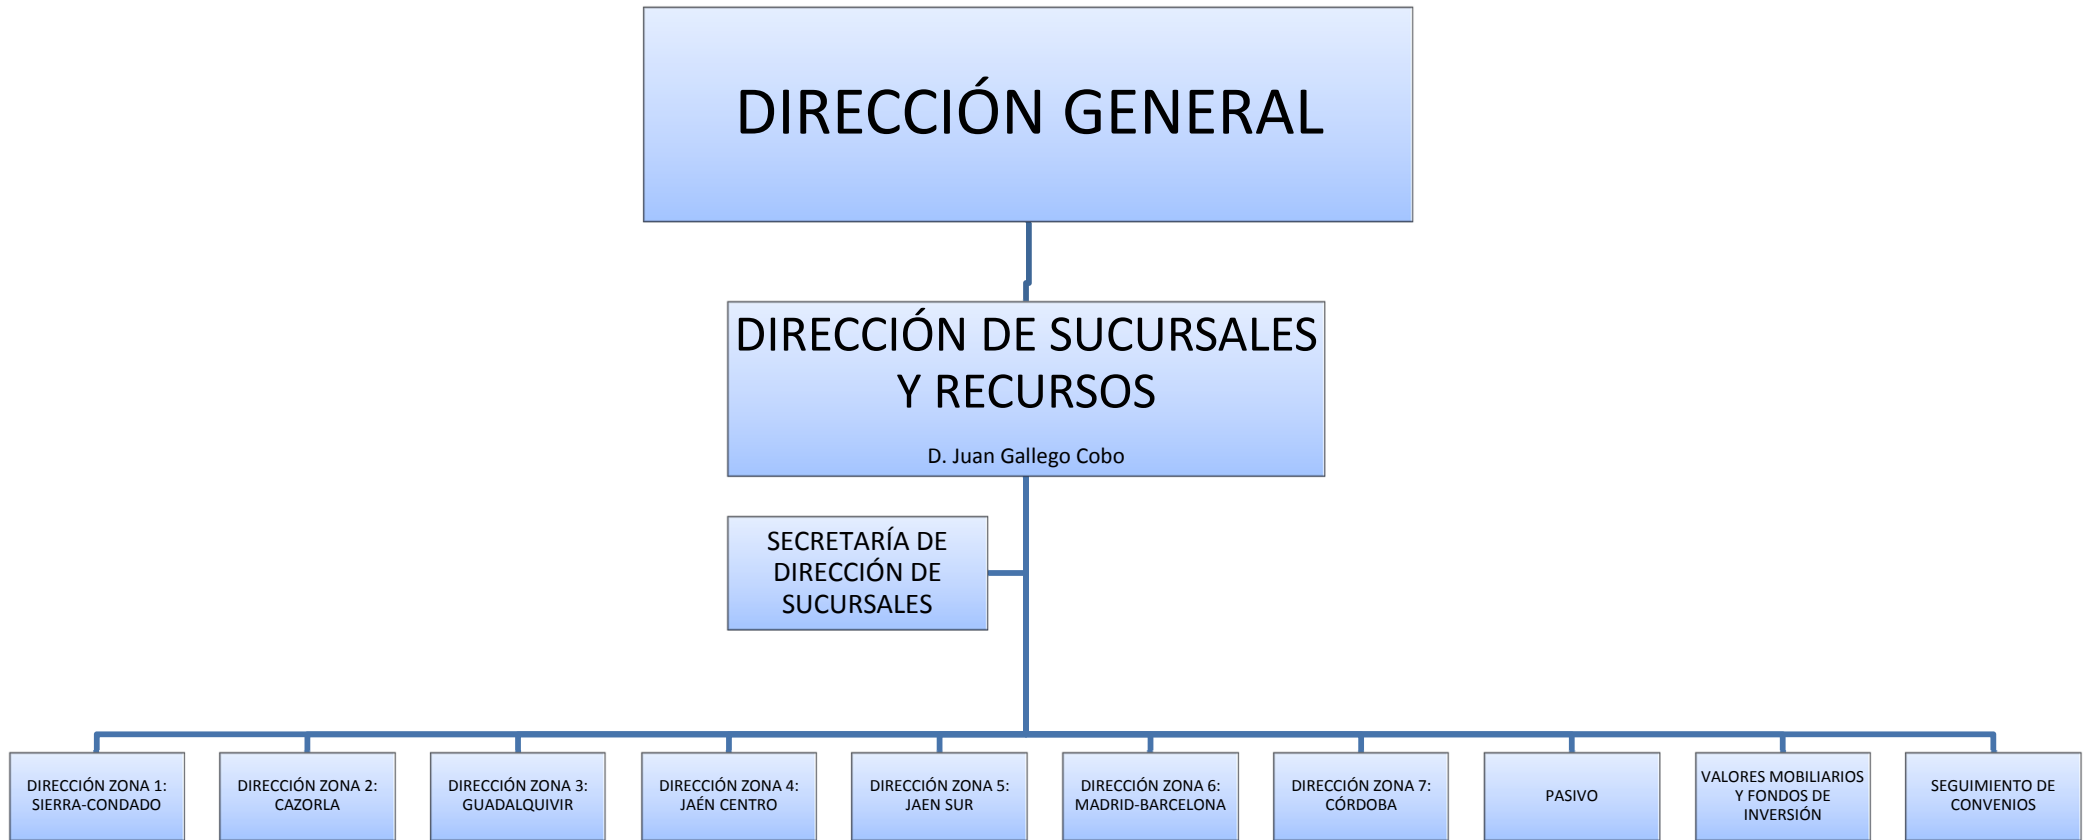 DIRECCIÓN GENERAL
DIRECCIÓN DE SUCURSALES
Y RECURSOS
D. Juan Gallego Cobo
SECRETARÍA DE
DIRECCIÓN DE
SUCURSALES
DIRECCIÓN ZONA 1:
SIERRA-CONDADO
DIRECCIÓN ZONA 2:
CAZORLA
DIRECCIÓN ZONA 3:
GUADALQUIVIR
DIRECCIÓN ZONA 4:
JAÉN CENTRO
DIRECCIÓN ZONA 5:
JAEN SUR
DIRECCIÓN ZONA 6:
MADRID-BARCELONA
DIRECCIÓN ZONA 7:
CÓRDOBA
PASIVO
VALORES MOBILIARIOS
Y FONDOS DE
INVERSIÓN
SEGUIMIENTO DE
CONVENIOS